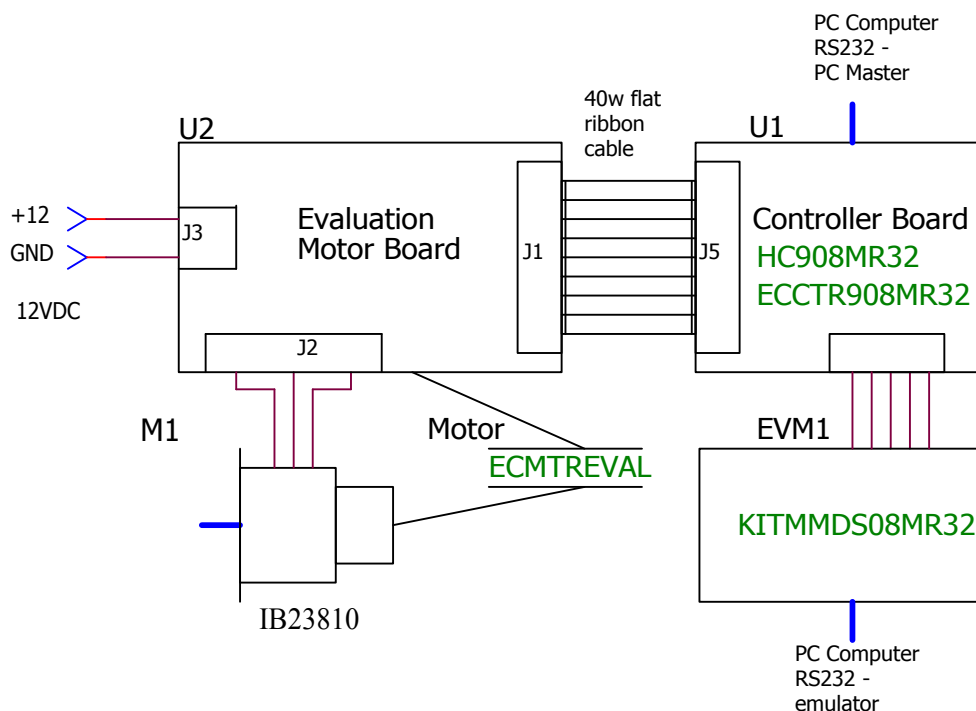 PC Computer
RS232 -
PC Master
40w flat
ribbon
cable
U2
U1
+12
GND
12VDC
J3
Evaluation
Motor Board
J1
J5
Controller Board
HC908MR32
ECCTR908MR32
J2
M1
Motor
ECMTREVAL
EVM1
KITMMDS08MR32
IB23810
PC Computer
RS232 -
emulator